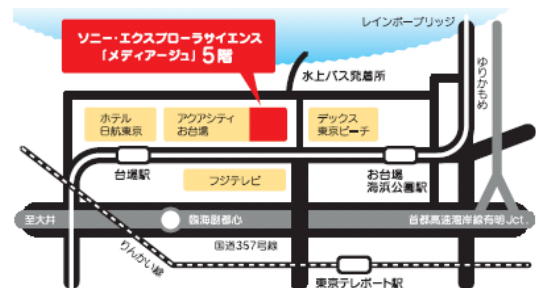 レインボーブリッジ
ソニー・エクスプローラサイエンス
「メディアージュ」5階
水上バス発着所
ゆりかもめ
ホテル
日航東京
アクアシティ
お台場
デックス
東京ビーチ
台場駅
お台場
海浜公園駅
フジテレビ
至大井
臨海副都心
首都高速湾岸線有明Jct.
国道357号線
りんかい線
東京テレポート駅